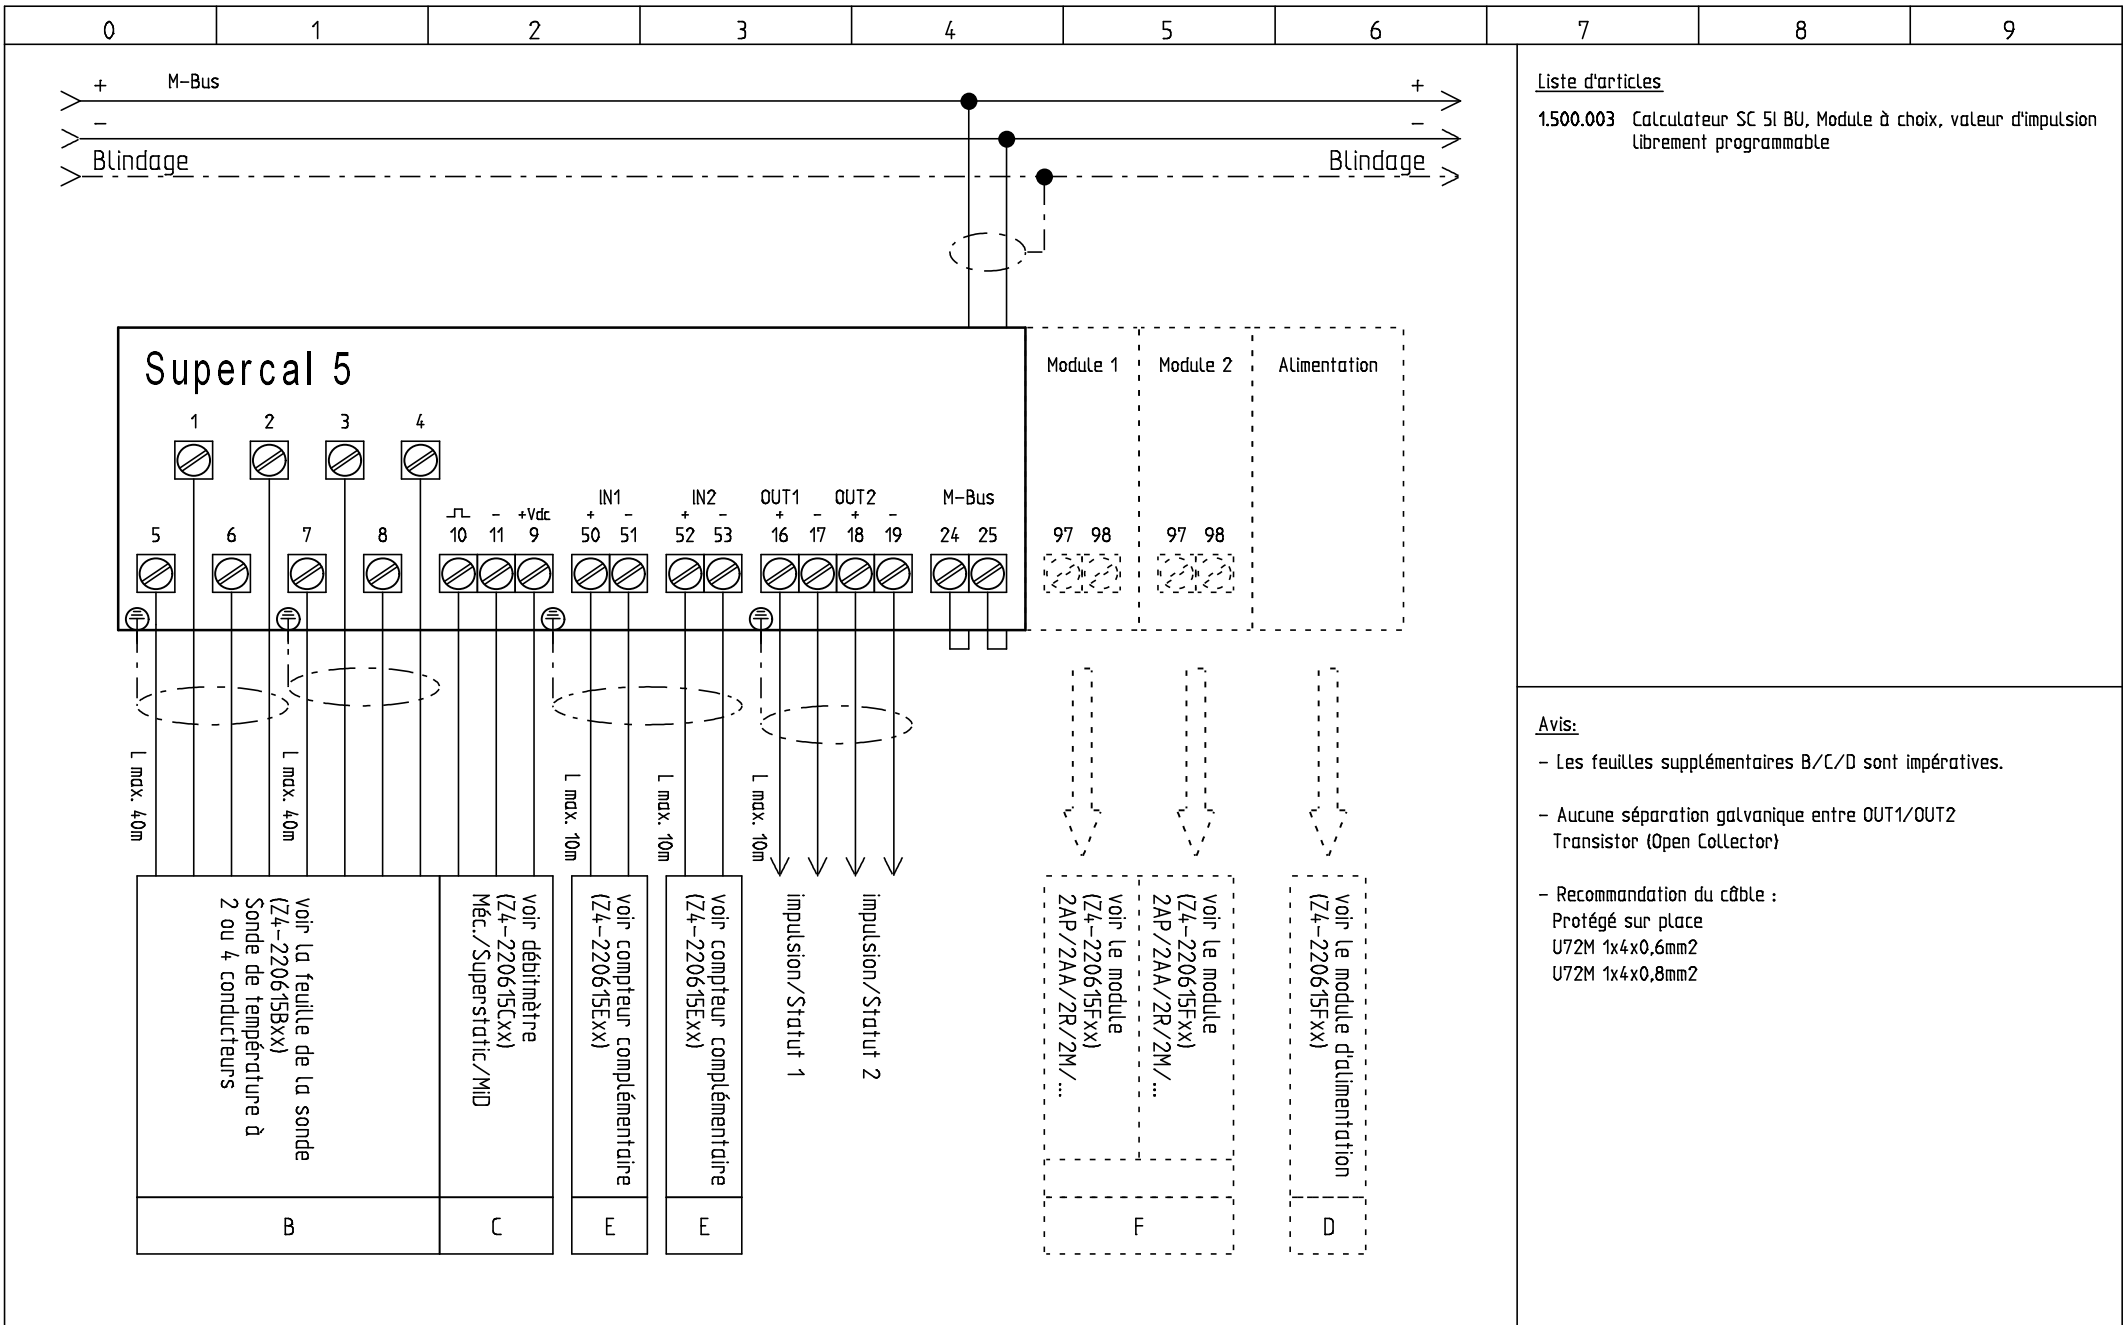 0 1 2 3 4 5 6 7 8 9
+ M-Bus +
- -
Blindage Blindage
Liste d'articles
1.500.003 Calculateur SC 5I BU, Module à choix, valeur d'impulsion
librement programmable
Supercal 5
Module 1 Module 2 Alimentation
1 2 3 4
IN1 IN2 OUT1 OUT2 M-Bus
- +Vdc + - + - + - + -
5 6 7 8 10 11 9 50 51 52 53 16 17 18 19 24 25 97 98 97 98
L max. 40m
L max. 40m
L max. 10m
L max. 10m
L max. 10m
voir la feuille de la sonde
(Z4-220615Bxx)
Sonde de température à
2 ou 4 conducteurs
voir débitmètre
(Z4-220615Cxx)
Méc./Superstatic/MiD
voir compteur complémentaire
(Z4-220615Exx)
voir compteur complémentaire
(Z4-220615Exx)
impulsion/Statut 1
impulsion/Statut 2
voir le module
(Z4-220615Fxx)
2AP/2AA/2R/2M/...
voir le module
(Z4-220615Fxx)
2AP/2AA/2R/2M/...
voir le module d'alimentation
(Z4-220615Fxx)
B C E E F D
Avis:
- Les feuilles supplémentaires B/C/D sont impératives.
- Aucune séparation galvanique entre OUT1/OUT2
Transistor (Open Collector)
- Recommandation du câble :
Protégé sur place
U72M 1x4x0,6mm2
U72M 1x4x0,8mm2